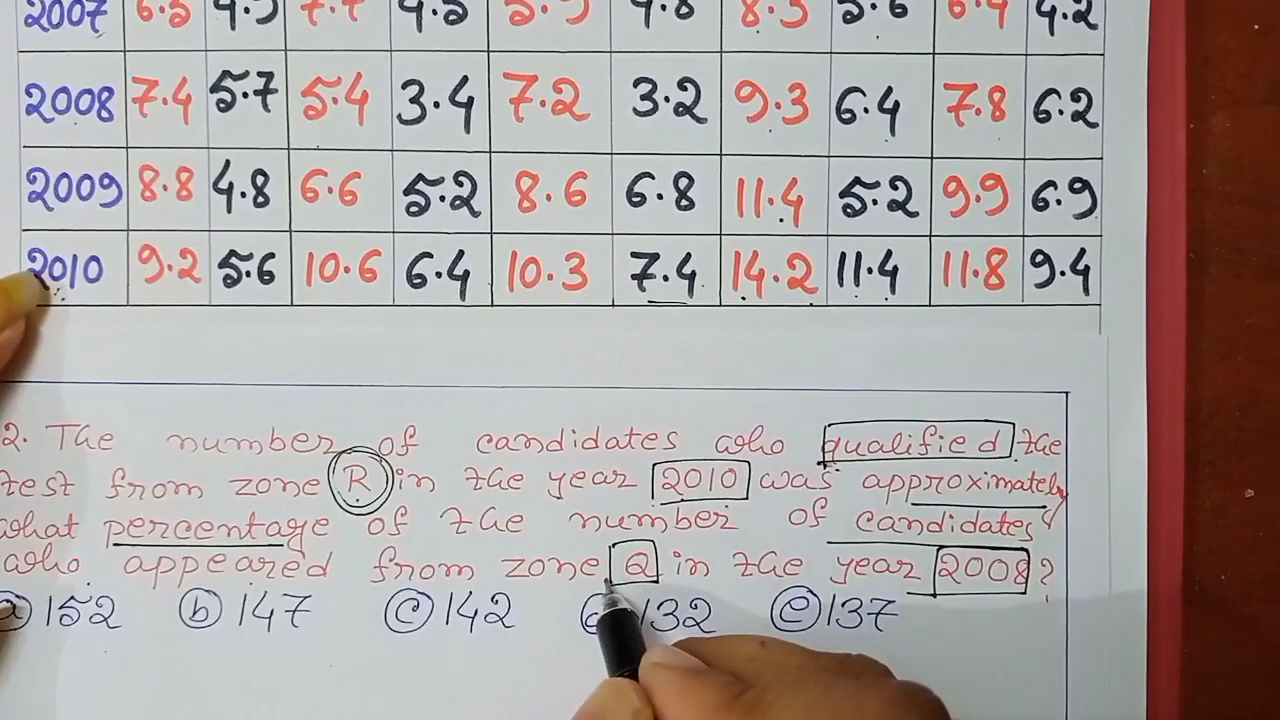 2007 6.5 4.5 7.7 4.5 5.9 4.8 8.3 5.6 6.4 4.2
2008 7.4 5.7 5.4 3.4 7.2 3.2 9.3 6.4 7.8 6.2
2009 8.8 4.8 6.6 5.2 8.6 6.8 11.4 5.2 9.9 6.9
2010 9.2 5.6 10.6 6.4 10.3 7.4 14.2 11.4 11.8 9.4
2. The number of candidates who qualified the
test from zone R in the year 2010 was approximately
what percentage of the number of candidates
who appeared from zone Q in the year 2008?
a 152 b 147 c 142 132 e 137